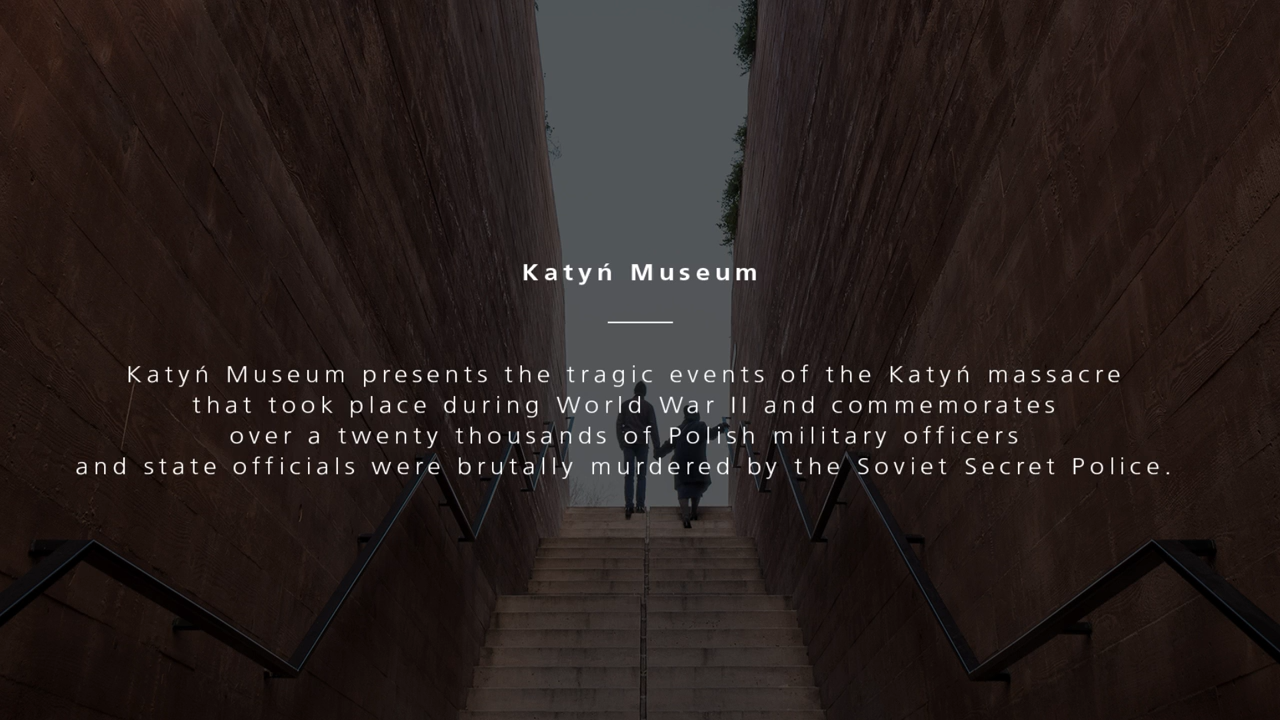 Katyń Museum
Katyń Museum presents the tragic events of the Katyń massacre
that took place during World War II and commemorates
over a twenty thousands of Polish military officers
and state officials were brutally murdered by the Soviet Secret Police.